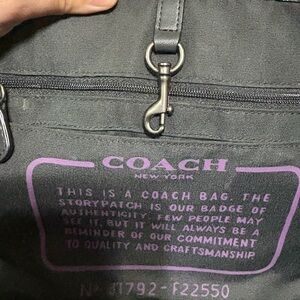 COACH
NEW YORK
THIS IS A COACH BAG. THE
STORYPATCH IS OUR BADGE OF
AUTHENTICITY. FEW PEOPLE MAY
SEE IT, BUT IT WILL ALWAYS BE A
REMINDER OF OUR COMMITMENT
TO QUALITY AND CRAFTSMANSHIP
Nº J1792-F22550